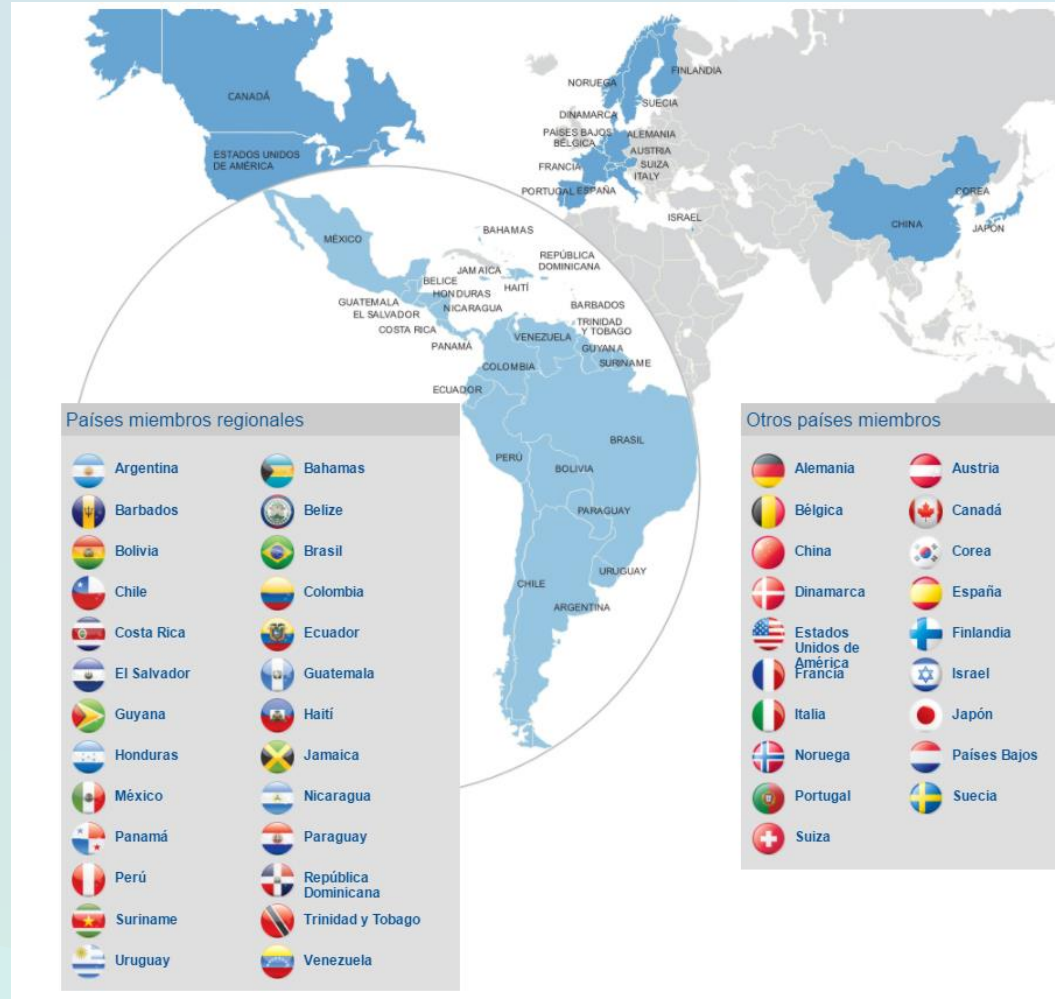 CANADÁ
ESTADOS UNIDOS
DE AMÉRICA
NORUEGA
FINLANDIA
SUECIA
DINAMARCA
PAÍSES BAJOS
BÉLGICA
ALEMANIA
AUSTRIA
FRANCIA
SUIZA
ITALY
PORTUGAL
ESPAÑA
ISRAEL
CHINA
COREA
JAPÓN
MÉXICO
BAHAMAS
REPÚBLICA
DOMINICANA
JAMAICA
BELICE
HAITÍ
HONDURAS
GUATEMALA
EL SALVADOR
NICARAGUA
COSTA RICA
PANAMÁ
BARBADOS
TRINIDAD
Y TOBAGO
VENEZUELA
GUYANA
SURINAME
COLOMBIA
ECUADOR
BRASIL
PERÚ
BOLIVIA
PARAGUAY
URUGUAY
CHILE
ARGENTINA
Países miembros regionales
Argentina
Bahamas
Barbados
Belize
Bolivia
Brasil
Chile
Colombia
Costa Rica
Ecuador
El Salvador
Guatemala
Guyana
Haití
Honduras
Jamaica
México
Nicaragua
Panamá
Paraguay
Perú
República
Dominicana
Suriname
Trinidad y Tobago
Uruguay
Venezuela
Otros países miembros
Alemania
Austria
Bélgica
Canadá
China
Corea
Dinamarca
España
Estados
Unidos de
América
Finlandia
Francia
Israel
Italia
Japón
Noruega
Países Bajos
Portugal
Suecia
Suiza